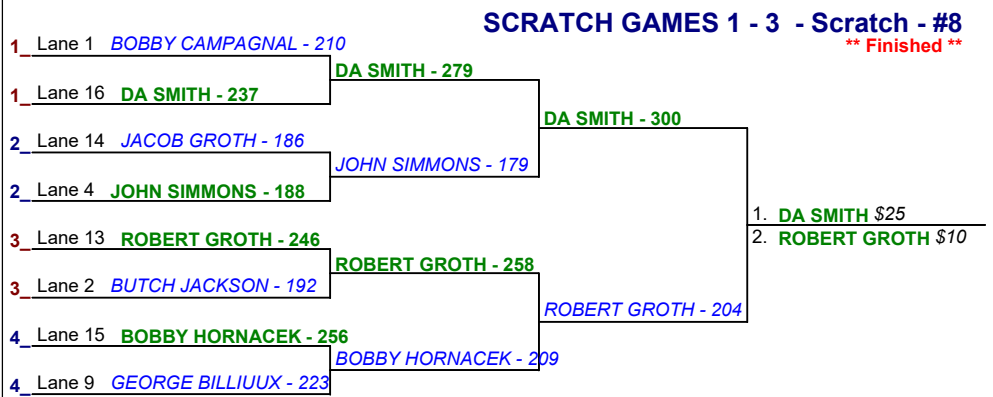 SCRATCH GAMES 1 - 3 - Scratch - #8
** Finished **
1_ Lane 1 BOBBY CAMPAGNAL - 210
DA SMITH - 279
1_ Lane 16 DA SMITH - 237
DA SMITH - 300
2_ Lane 14 JACOB GROTH - 186
JOHN SIMMONS - 179
2_ Lane 4 JOHN SIMMONS - 188
1. DA SMITH $25
2. ROBERT GROTH $10
3_ Lane 13 ROBERT GROTH - 246
ROBERT GROTH - 258
3_ Lane 2 BUTCH JACKSON - 192
ROBERT GROTH - 204
4_ Lane 15 BOBBY HORNACEK - 256
BOBBY HORNACEK - 209
4_ Lane 9 GEORGE BILLIUUX - 223